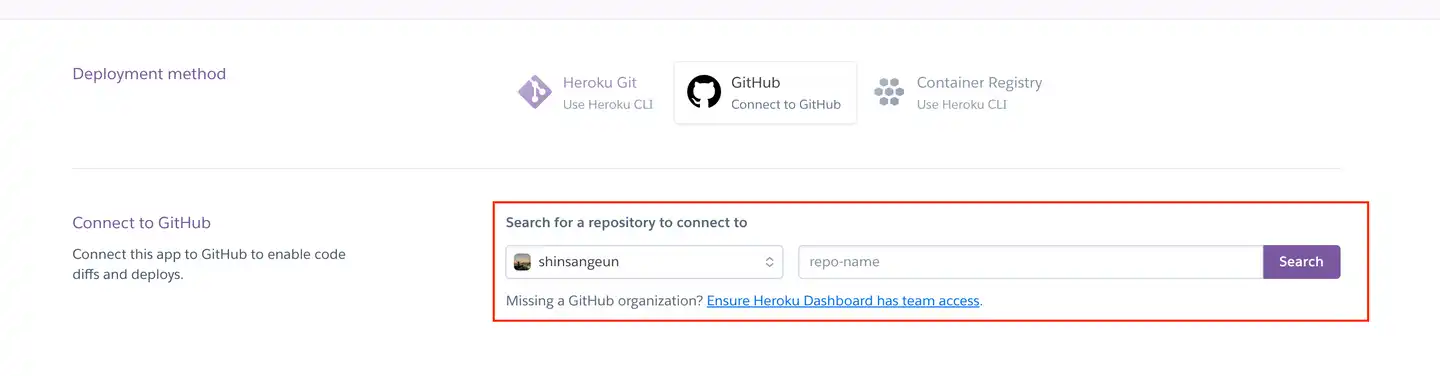 Deployment method
Heroku Git
Use Heroku CLI
GitHub
Connect to GitHub
Container Registry
Use Heroku CLI
Connect to GitHub
Connect this app to GitHub to enable code
diffs and deploys.
Search for a repository to connect to
shinsangeun
repo-name
Search
Missing a GitHub organization? Ensure Heroku Dashboard has team access.